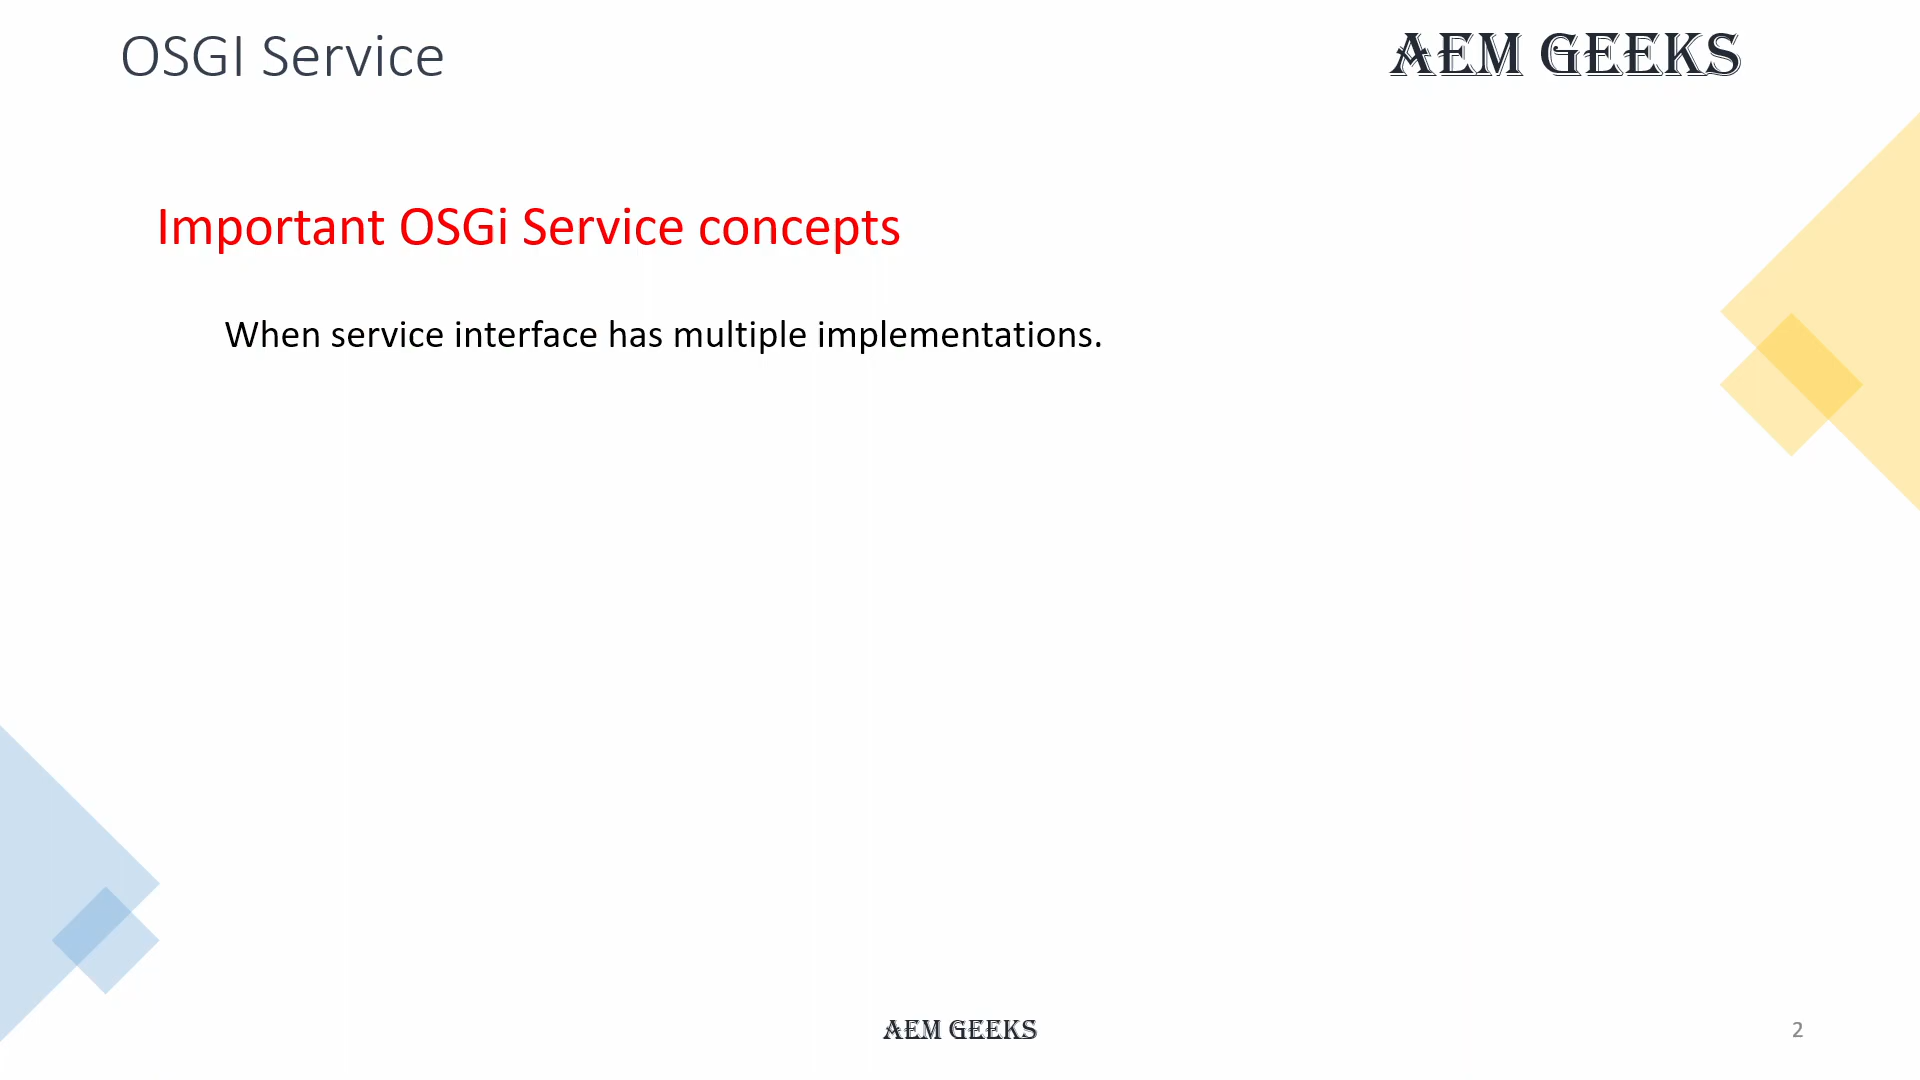 OSGI Service
AEM GEEKS
Important OSGi Service concepts
When service interface has multiple implementations.
AEM GEEKS
2